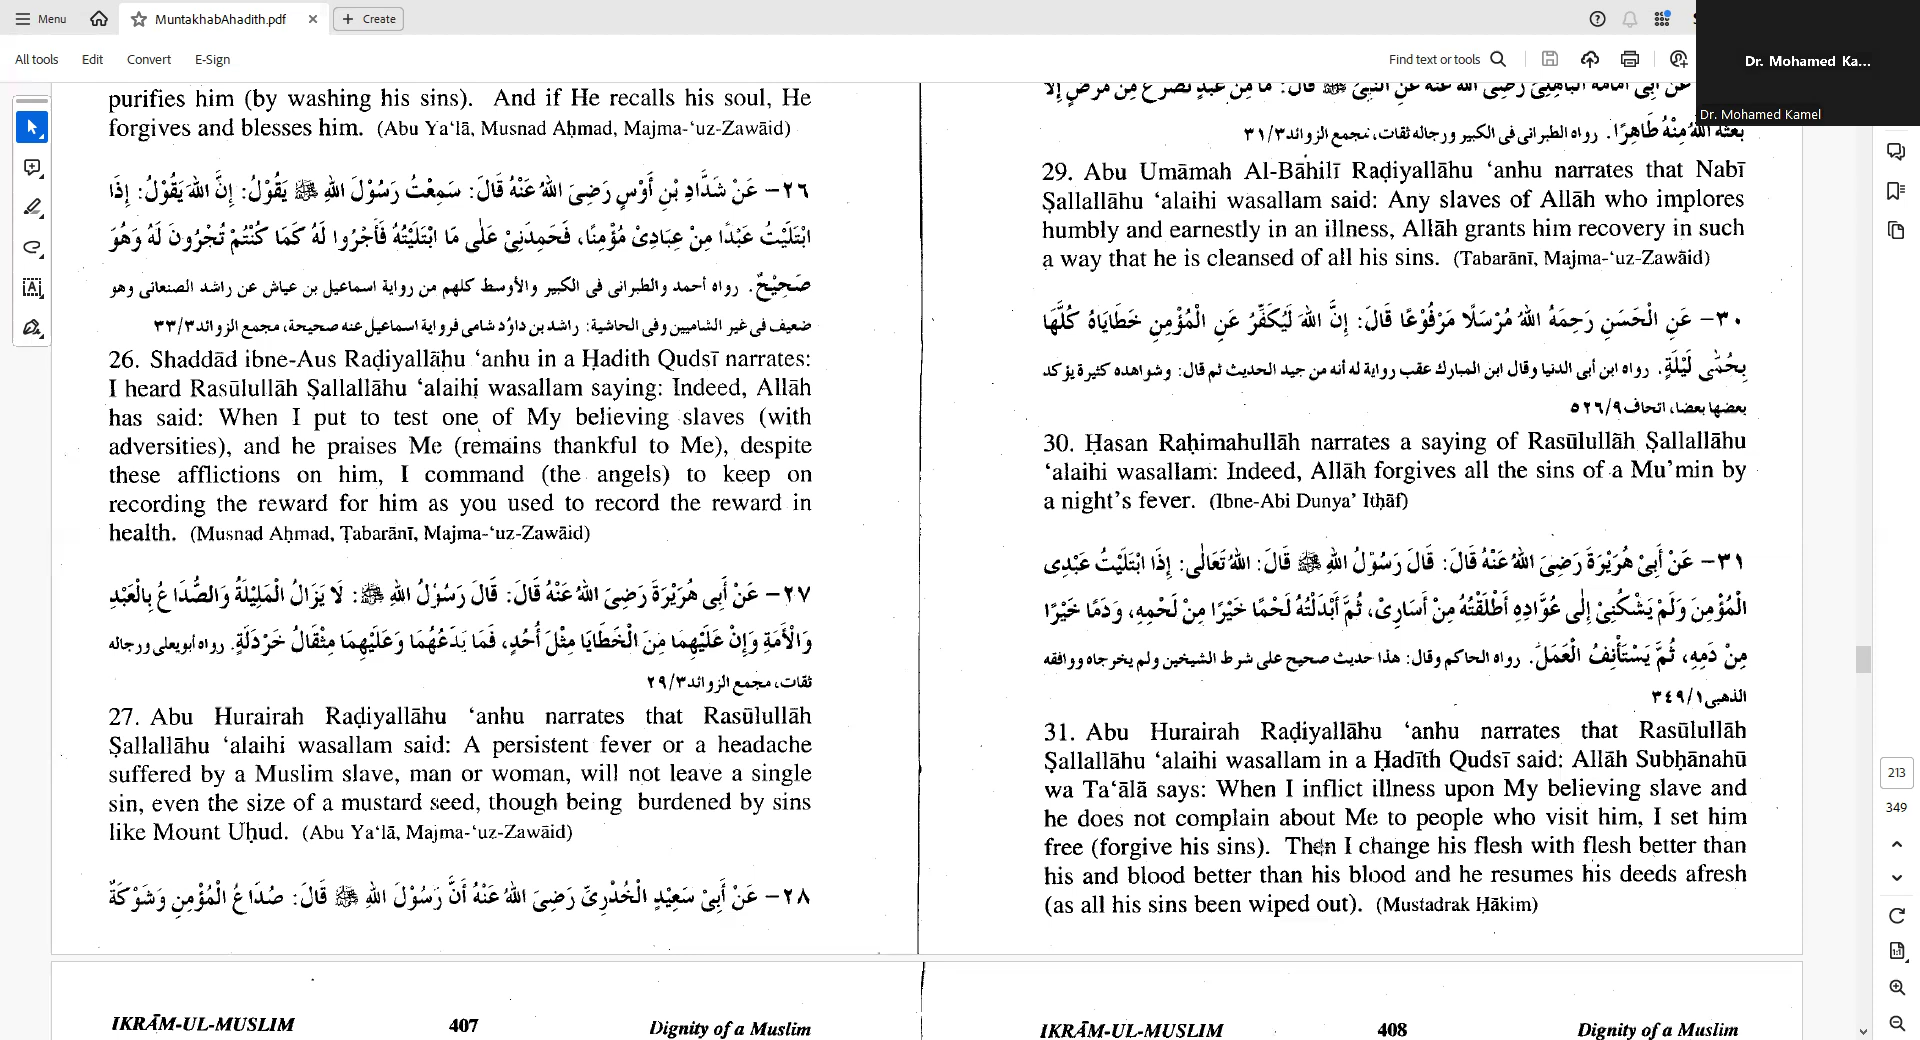 Menu
MuntakhabAhadith.pdf
Create
All tools
Edit
Convert
E-Sign
Find text or tools
Dr. Mohamed Ka...
Dr. Mohamed Kamel
purifies him (by washing his sins). And if He recalls his soul, He
forgives and blesses him. (Abu Ya‘lā, Musnad Aḥmad, Majma-‘uz-Zawāid)
٢٦- عَنْ شَدَّادِ بْنِ أَوْسٍ رَضِىَ اللهُ عَنْهُ قَالَ: سَمِعْتُ رَسُوْلَ اللهِ ﷺ يَقُوْلُ: إِنَّ اللهَ يَقُوْلُ: إِذَا
ابْتَلَيْتُ عَبْدًا مِنْ عِبَادِىْ مُؤْمِنًا، فَحَمِدَنِىْ عَلٰى مَا ابْتَلَيْتُهُ فَأَجْرُوا لَهُ كَمَا كُنْتُمْ تُجْرُونَ لَهُ وَهُوَ
صَحِيْحٌ. رواه أحمد والطبرانى فى الكبير والأوسط كلهم من رواية اسماعيل بن عياش عن راشد الصنعانى وهو
ضعيف فى غير الشاميين وفى الحاشية: راشد بن داؤد شامى فرواية اسماعيل عنه صحيحة، مجمع الزوائد ٣٣/٣
26. Shaddād ibne-Aus Raḍiyallāhu ‘anhu in a Ḥadith Qudsī narrates:
I heard Rasūlullāh Ṣallallāhu ‘alaihi wasallam saying: Indeed, Allāh
has said: When I put to test one of My believing slaves (with
adversities), and he praises Me (remains thankful to Me), despite
these afflictions on him, I command (the angels) to keep on
recording the reward for him as you used to record the reward in
health. (Musnad Aḥmad, Ṭabarānī, Majma-‘uz-Zawāid)
٢٧- عَنْ أَبِى هُرَيْرَةَ رَضِىَ اللهُ عَنْهُ قَالَ: قَالَ رَسُوْلُ اللهِ ﷺ: لَا يَزَالُ الْمَلِيْلَةُ وَالصُّدَاعُ بِالْعَبْدِ
وَالْأَمَةِ وَإِنْ عَلَيْهِمَا مِنَ الْخَطَايَا مِثْلَ أُحُدٍ، فَمَا يَدَعُهُمَا وَعَلَيْهِمَا مِثْقَالُ خَرْدَلَةٍ. رواه أبو يعلى ورجاله
ثقات، مجمع الزوائد ٢٩/٣
27. Abu Hurairah Raḍiyallāhu ‘anhu narrates that Rasūlullāh
Ṣallallāhu ‘alaihi wasallam said: A persistent fever or a headache
suffered by a Muslim slave, man or woman, will not leave a single
sin, even the size of a mustard seed, though being burdened by sins
like Mount Uḥud. (Abu Ya‘lā, Majma-‘uz-Zawāid)
٢٨- عَنْ أَبِىْ سَعِيْدٍ الْخُدْرِىِّ رَضِىَ اللهُ عَنْهُ أَنَّ رَسُوْلَ اللهِ ﷺ قَالَ: صُدَاعُ الْمُؤْمِنِ وَشَوْكَةٌ
عَنْ أَبِى أُمَامَةَ الْبَاهِلِىِّ رَضِىَ اللهُ عَنْهُ عَنِ النَّبِىِّ ﷺ قَالَ: مَا مِنْ عَبْدٍ تَصَرَّعَ مِنْ مَرَضٍ إِلَّا
بَعَثَهُ اللهُ مِنْهُ طَاهِرًا. رواه الطبرانى فى الكبير ورجاله ثقات، مجمع الزوائد ٣١/٣
29. Abu Umāmah Al-Bāhilī Raḍiyallāhu ‘anhu narrates that Nabī
Ṣallallāhu ‘alaihi wasallam said: Any slaves of Allāh who implores
humbly and earnestly in an illness, Allāh grants him recovery in such
a way that he is cleansed of all his sins. (Tabarānī, Majma-‘uz-Zawāid)
٣٠- عَنِ الْحَسَنِ رَحِمَهُ اللهُ مُرْسَلًا مَرْفُوْعًا قَالَ: إِنَّ اللهَ لَيُكَفِّرُ عَنِ الْمُؤْمِنِ خَطَايَاهُ كُلَّهَا
بِحُمّٰى لَيْلَةٍ. رواه ابن أبى الدنيا وقال ابن المبارك عقب رواية له أنه من جيد الحديث ثم قال: وشواهده كثيرة يؤكد
بعضها بعضا، اتحاف ٥٢٦/٩
30. Ḥasan Raḥimahullāh narrates a saying of Rasūlullāh Ṣallallāhu
‘alaihi wasallam: Indeed, Allāh forgives all the sins of a Mu’min by
a night’s fever. (Ibne-Abi Dunya’ Itḥāf)
٣١- عَنْ أَبِىْ هُرَيْرَةَ رَضِىَ اللهُ عَنْهُ قَالَ: قَالَ رَسُوْلُ اللهِ ﷺ قَالَ: اللهُ تَعَالٰى: إِذَا ابْتَلَيْتُ عَبْدِى
الْمُؤْمِنَ وَلَمْ يَشْكُنِىْ إِلٰى عُوَّادِهِ أَطْلَقْتُهُ مِنْ أَسَارِىْ، ثُمَّ أَبْدَلْتُهُ لَحْمًا خَيْرًا مِنْ لَحْمِهِ، وَدَمًا خَيْرًا
مِنْ دَمِهِ، ثُمَّ يَسْتَأْنِفُ الْعَمَلَ. رواه الحاكم وقال: هذا حديث صحيح على شرط الشيخين ولم يخرجاه ووافقه
الذهبى ٣٤٩/١
31. Abu Hurairah Raḍiyallāhu ‘anhu narrates that Rasūlullāh
Ṣallallāhu ‘alaihi wasallam in a Ḥadīth Qudsī said: Allāh Subḥānahū
wa Ta‘ālā says: When I inflict illness upon My believing slave and
he does not complain about Me to people who visit him, I set him
free (forgive his sins). Then I change his flesh with flesh better than
his and blood better than his blood and he resumes his deeds afresh
(as all his sins been wiped out). (Mustadrak Ḥākim)
213
349
IKRĀM-UL-MUSLIM 407 Dignity of a Muslim
IKRĀM-UL-MUSLIM 408 Dignity of a Muslim